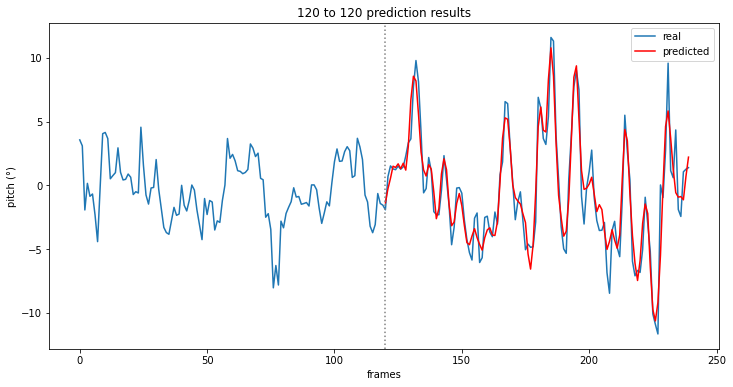 120 to 120 prediction results
real
predicted
pitch (°)
10
5
0
−5
−10
0
50
100
150
200
250
frames